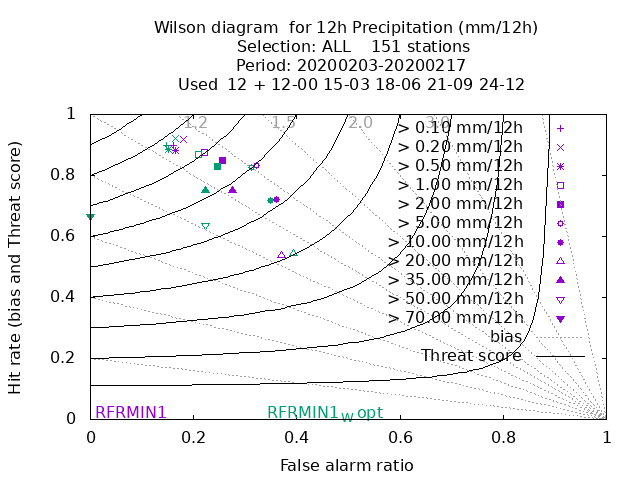 Wilson diagram  for 12h Precipitation (mm/12h)
Selection: ALL    151 stations
Period: 20200203-20200217
Used  12 + 12-00 15-03 18-06 21-09 24-12
Hit rate (bias and Threat score)
1
0.8
0.6
0.4
0.2
0
1.2 1.5 2.0 3.0
> 0.10 mm/12h
> 0.20 mm/12h
> 0.50 mm/12h
> 1.00 mm/12h
> 2.00 mm/12h
> 5.00 mm/12h
> 10.00 mm/12h
> 20.00 mm/12h
> 35.00 mm/12h
> 50.00 mm/12h
> 70.00 mm/12h
bias
Threat score
RFRMIN1 RFRMIN1w opt
0 0.2 0.4 0.6 0.8 1
False alarm ratio